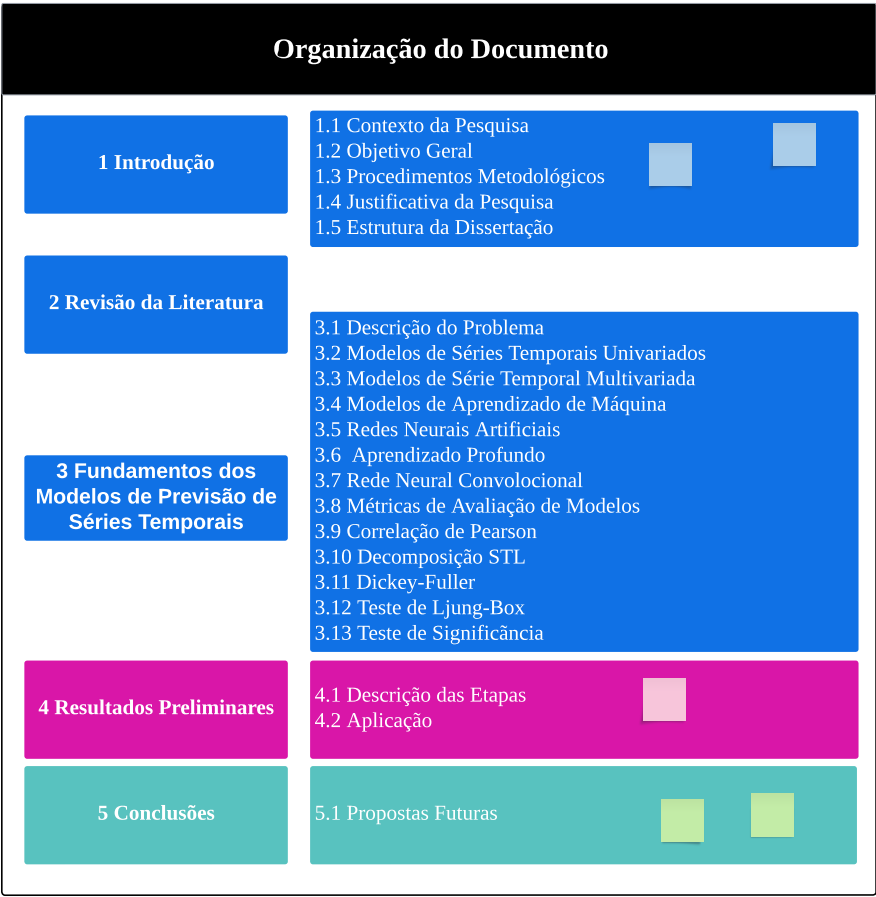 Organização do Documento
1 Introdução
1.1 Contexto da Pesquisa
1.2 Objetivo Geral
1.3 Procedimentos Metodológicos
1.4 Justificativa da Pesquisa
1.5 Estrutura da Dissertação
2 Revisão da Literatura
3 Fundamentos dos
Modelos de Previsão de
Séries Temporais
3.1 Descrição do Problema
3.2 Modelos de Séries Temporais Univariados
3.3 Modelos de Série Temporal Multivariada
3.4 Modelos de Aprendizado de Máquina
3.5 Redes Neurais Artificiais
3.6 Aprendizado Profundo
3.7 Rede Neural Convolocional
3.8 Métricas de Avaliação de Modelos
3.9 Correlação de Pearson
3.10 Decomposição STL
3.11 Dickey-Fuller
3.12 Teste de Ljung-Box
3.13 Teste de Significãncia
4 Resultados Preliminares
4.1 Descrição das Etapas
4.2 Aplicação
5 Conclusões
5.1 Propostas Futuras